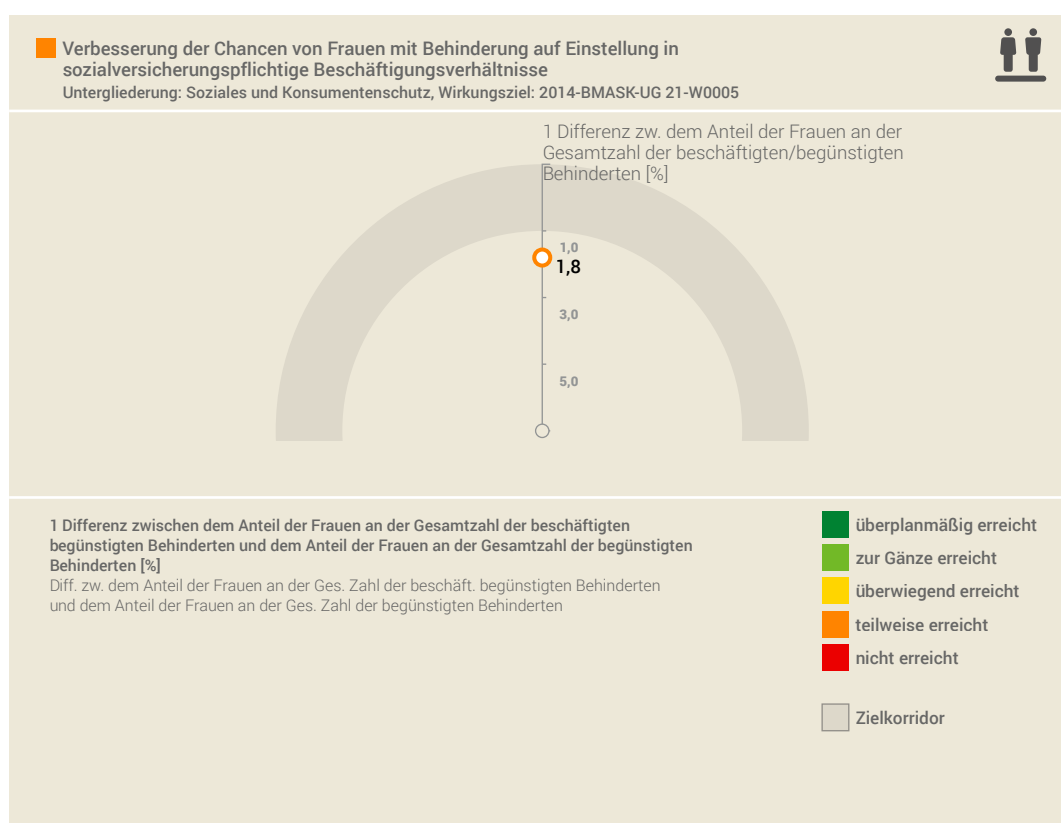 Verbesserung der Chancen von Frauen mit Behinderung auf Einstellung in
sozialversicherungspflichtige Beschäftigungsverhältnisse
Untergliederung: Soziales und Konsumentenschutz, Wirkungsziel: 2014-BMASK-UG 21-W0005
1 Differenz zw. dem Anteil der Frauen an der
Gesamtzahl der beschäftigten/begünstigten
Behinderten [%]
1,0
1,8
3,0
5,0
1 Differenz zwischen dem Anteil der Frauen an der Gesamtzahl der beschäftigten
begünstigten Behinderten und dem Anteil der Frauen an der Gesamtzahl der begünstigten
Behinderten [%]
Diff. zw. dem Anteil der Frauen an der Ges. Zahl der beschäft. begünstigten Behinderten
und dem Anteil der Frauen an der Ges. Zahl der begünstigten Behinderten
überplanmäßig erreicht
zur Gänze erreicht
überwiegend erreicht
teilweise erreicht
nicht erreicht
Zielkorridor